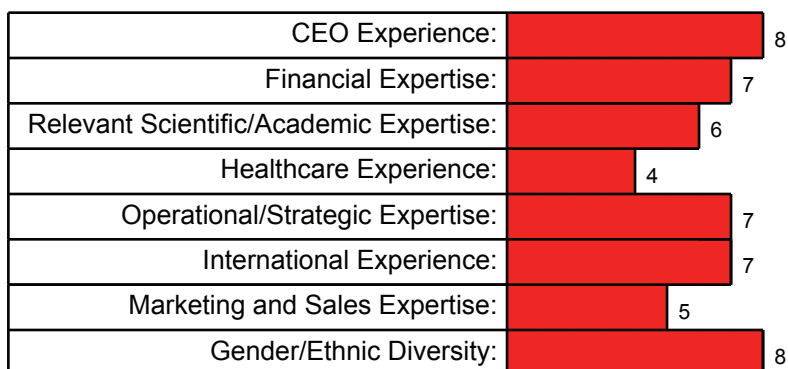 CEO Experience: 8
Financial Expertise: 7
Relevant Scientific/Academic Expertise: 6
Healthcare Experience: 4
Operational/Strategic Expertise: 7
International Experience: 7
Marketing and Sales Expertise: 5
Gender/Ethnic Diversity: 8